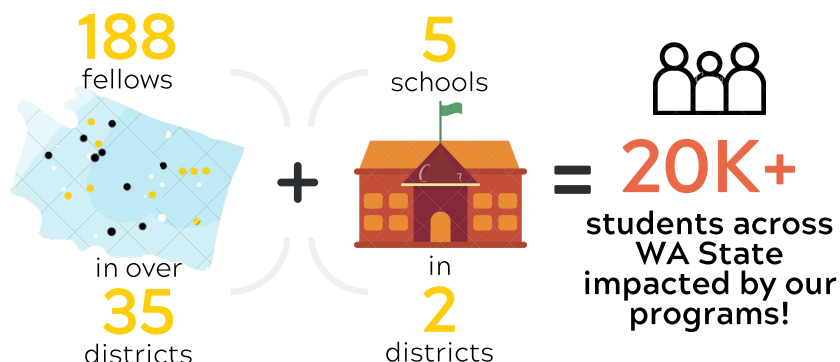 188
fellows
in over
35
districts
+
5
schools
in
2
districts
=
20K+
students across
WA State
impacted by our
programs!